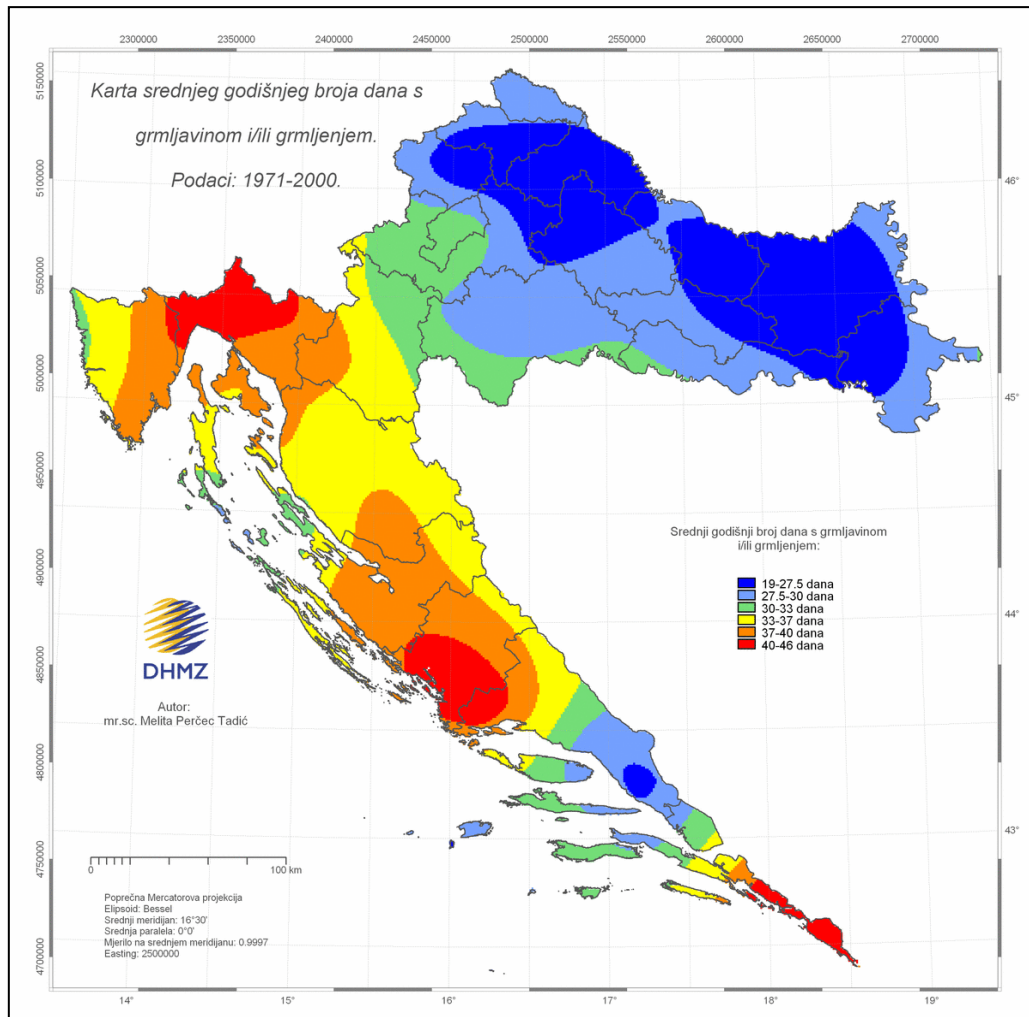 2300000 2350000 2400000 2450000 2500000 2550000 2600000 2650000 2700000
Karta srednjeg godišnjeg broja dana s
grmljavinom i/ili grmljenjem.
Podaci: 1971-2000.
5150000
5100000
5050000
5000000
4950000
4900000
4850000
4800000
4750000
4700000
46°
45°
44°
43°
Srednji godišnji broj dana s grmljavinom
i/ili grmljenjem:
19-27.5 dana
27.5-30 dana
30-33 dana
33-37 dana
37-40 dana
40-46 dana
DHMZ
Autor:
mr.sc. Melita Perčec Tadić
0 100 km
Poprečna Mercatorova projekcija
Elipsoid: Bessel
Srednji meridijan: 16°30'
Srednja paralela: 0°0'
Mjerilo na srednjem meridijanu: 0.9997
Easting: 2500000
14° 15° 16° 17° 18° 19°